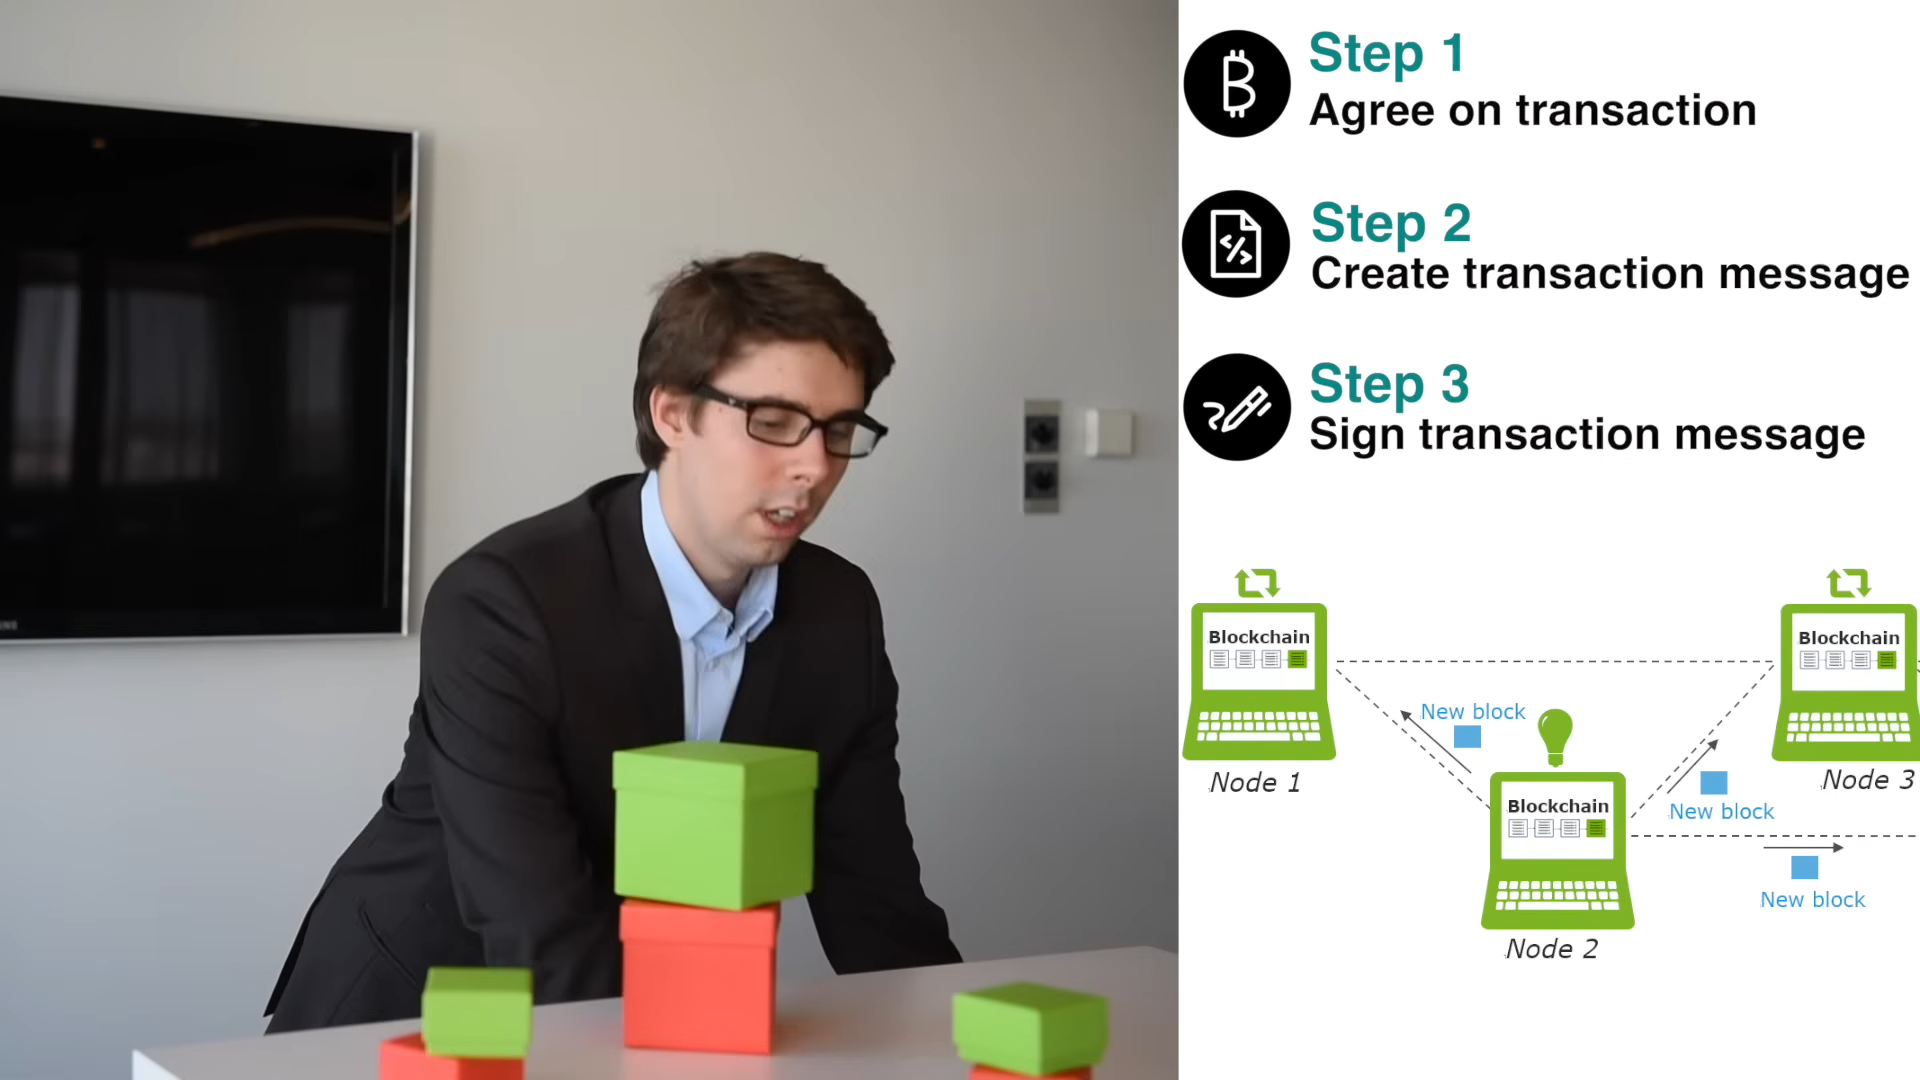 Step 1
Agree on transaction
Step 2
Create transaction message
Step 3
Sign transaction message
Blockchain
Blockchain
New block
Node 1
Node 3
Blockchain
New block
New block
Node 2